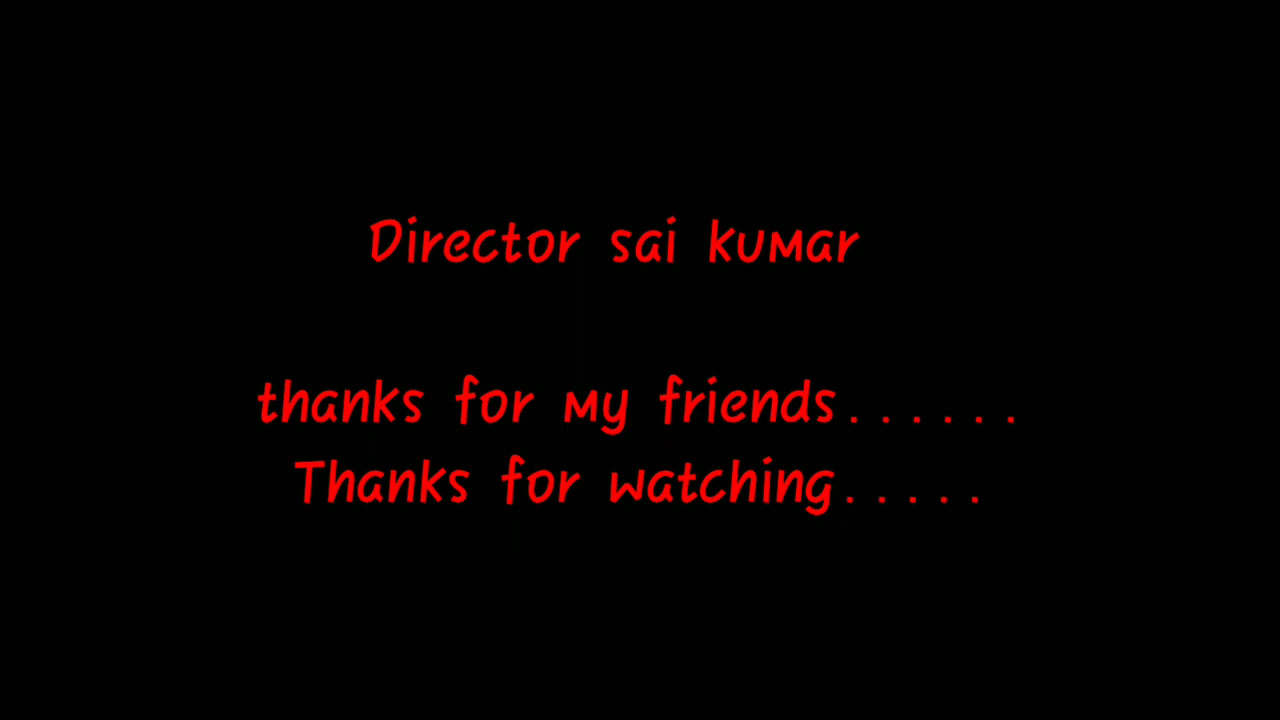 Director sai kumar
thanks for my friends......
Thanks for watching.....